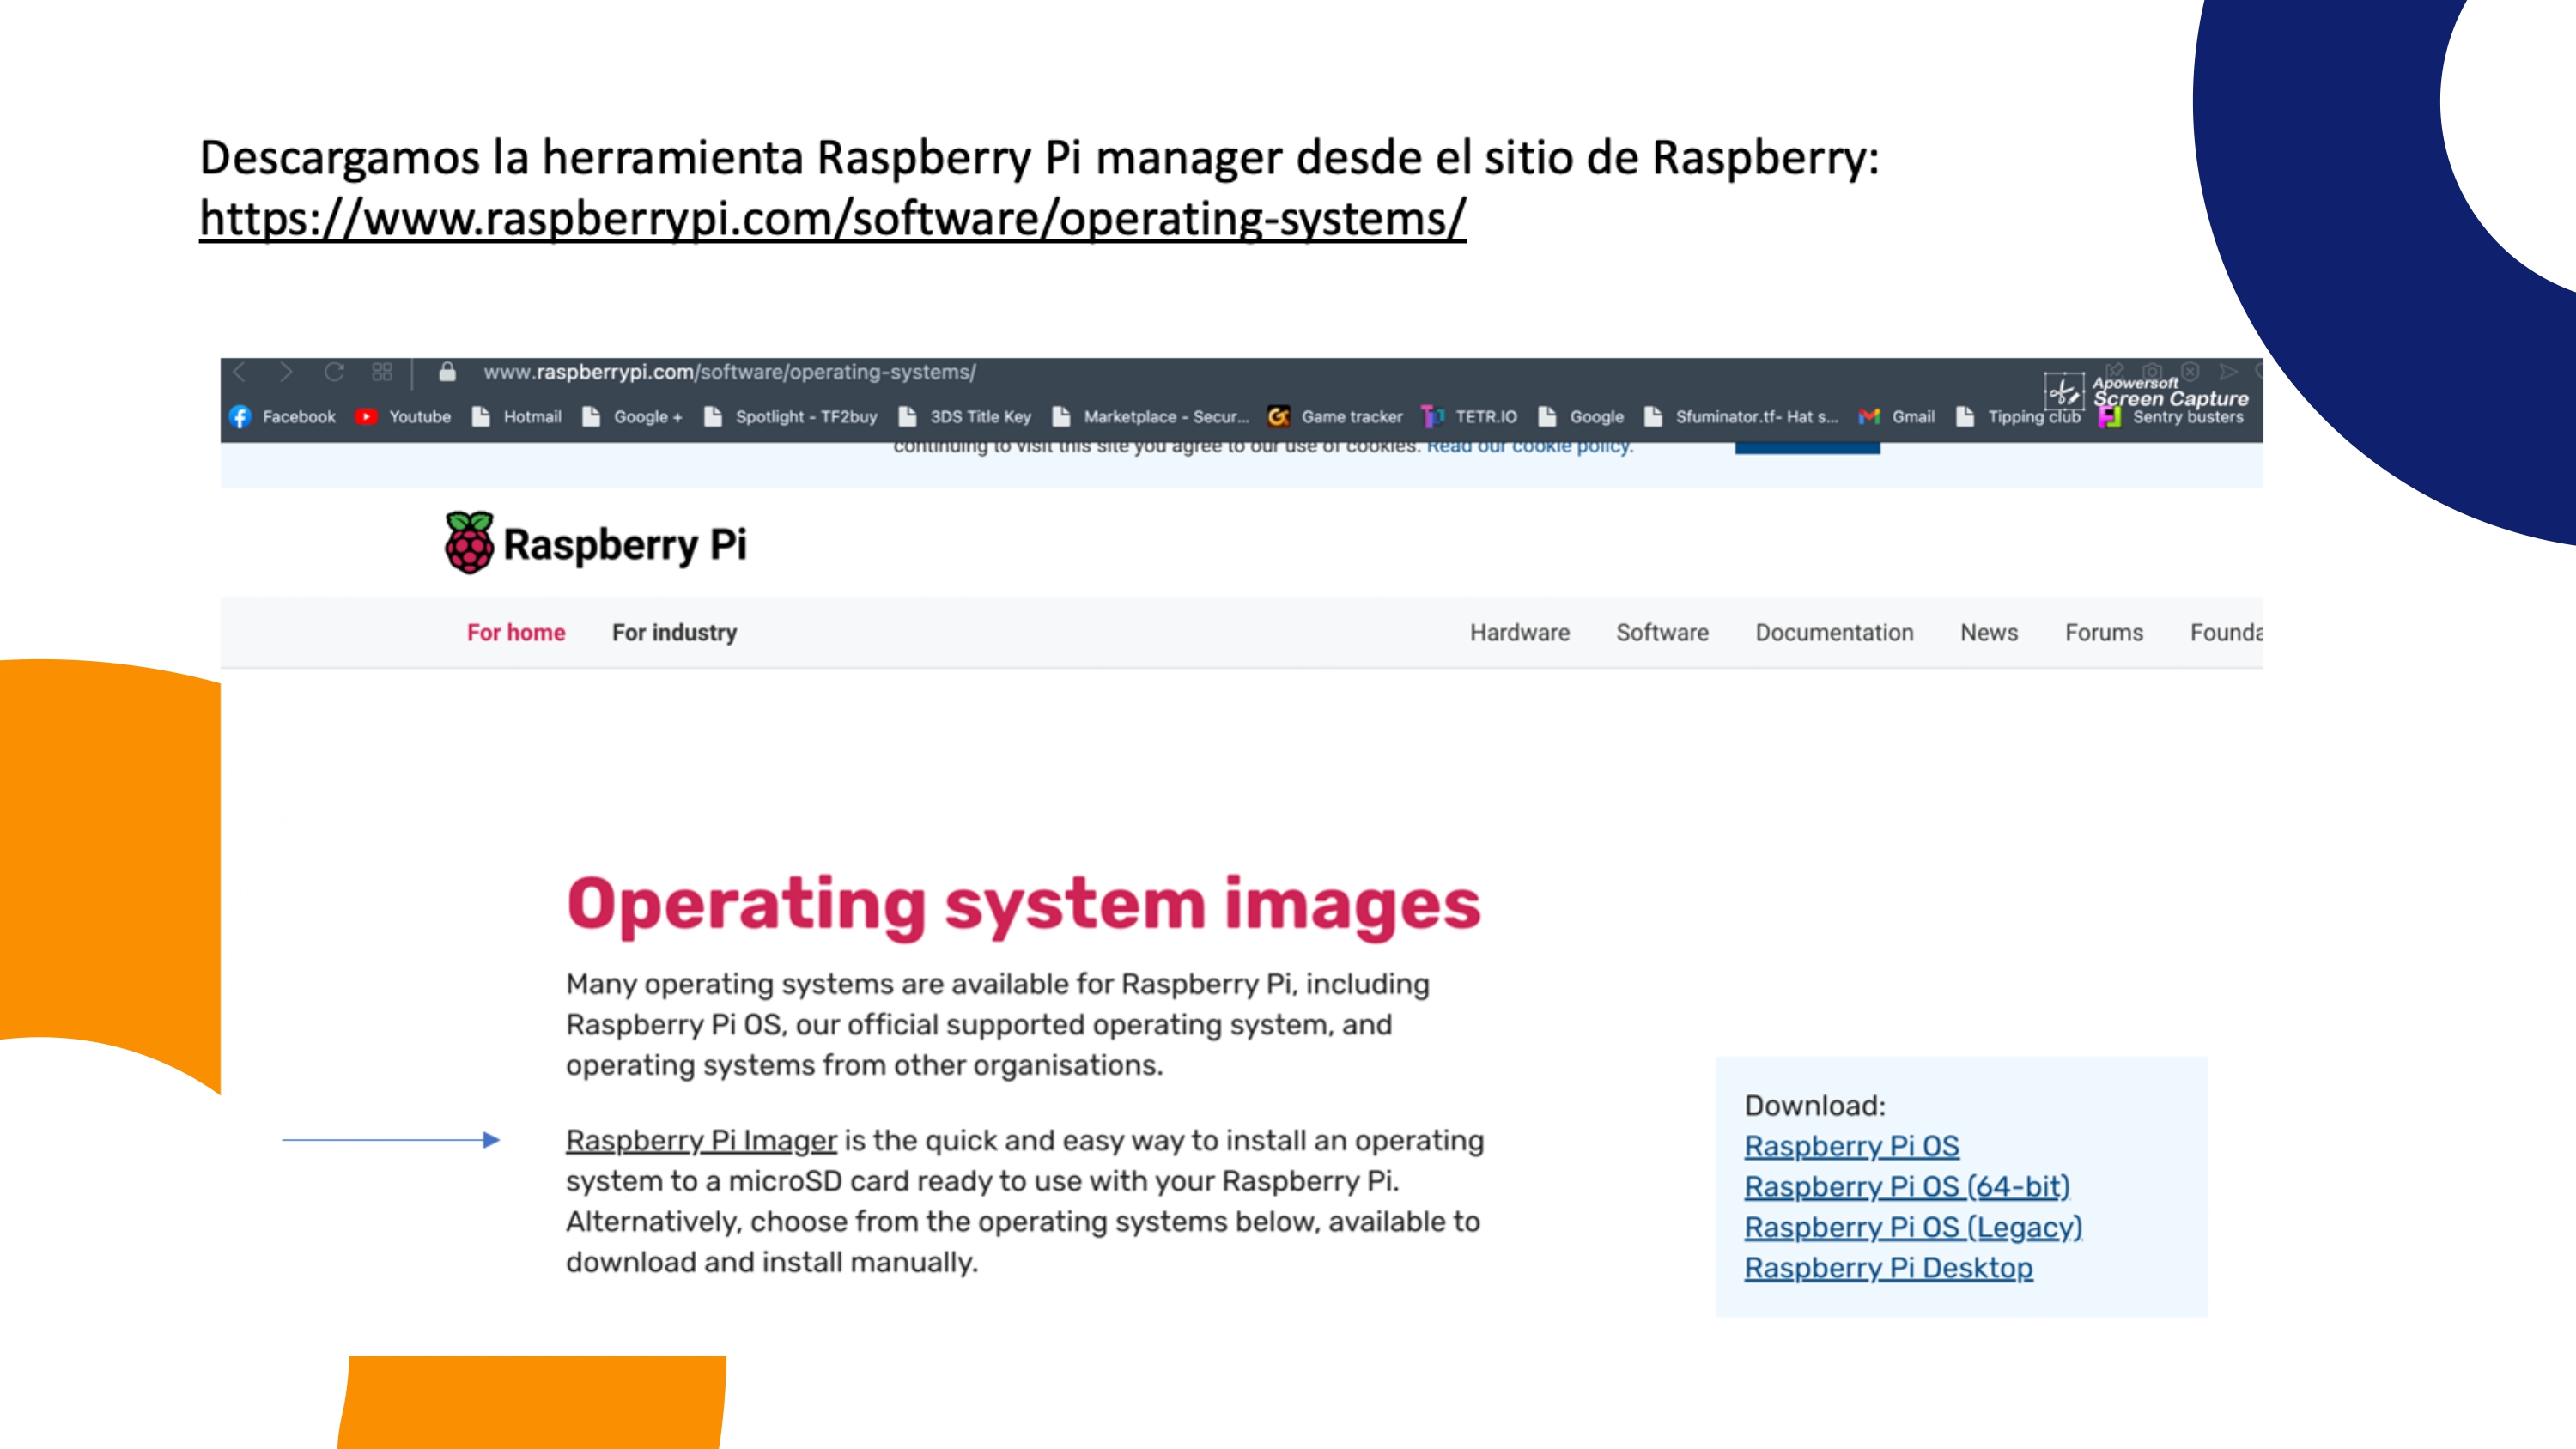 Descargamos la herramienta Raspberry Pi manager desde el sitio de Raspberry:
https://www.raspberrypi.com/software/operating-systems/
www.raspberrypi.com/software/operating-systems/
Apowersoft
Screen Capture
Facebook Youtube Hotmail Google + Spotlight - TF2buy 3DS Title Key Marketplace - Secur... Game tracker TETR.IO Google Sfuminator.tf- Hat s... Gmail Tipping club Sentry busters
continuing to visit this site you agree to our use of cookies. Read our cookie policy.
Raspberry Pi
For home For industry Hardware Software Documentation News Forums Founda
Operating system images
Many operating systems are available for Raspberry Pi, including
Raspberry Pi OS, our official supported operating system, and
operating systems from other organisations.
Raspberry Pi Imager is the quick and easy way to install an operating
system to a microSD card ready to use with your Raspberry Pi.
Alternatively, choose from the operating systems below, available to
download and install manually.
Download:
Raspberry Pi OS
Raspberry Pi OS (64-bit)
Raspberry Pi OS (Legacy)
Raspberry Pi Desktop